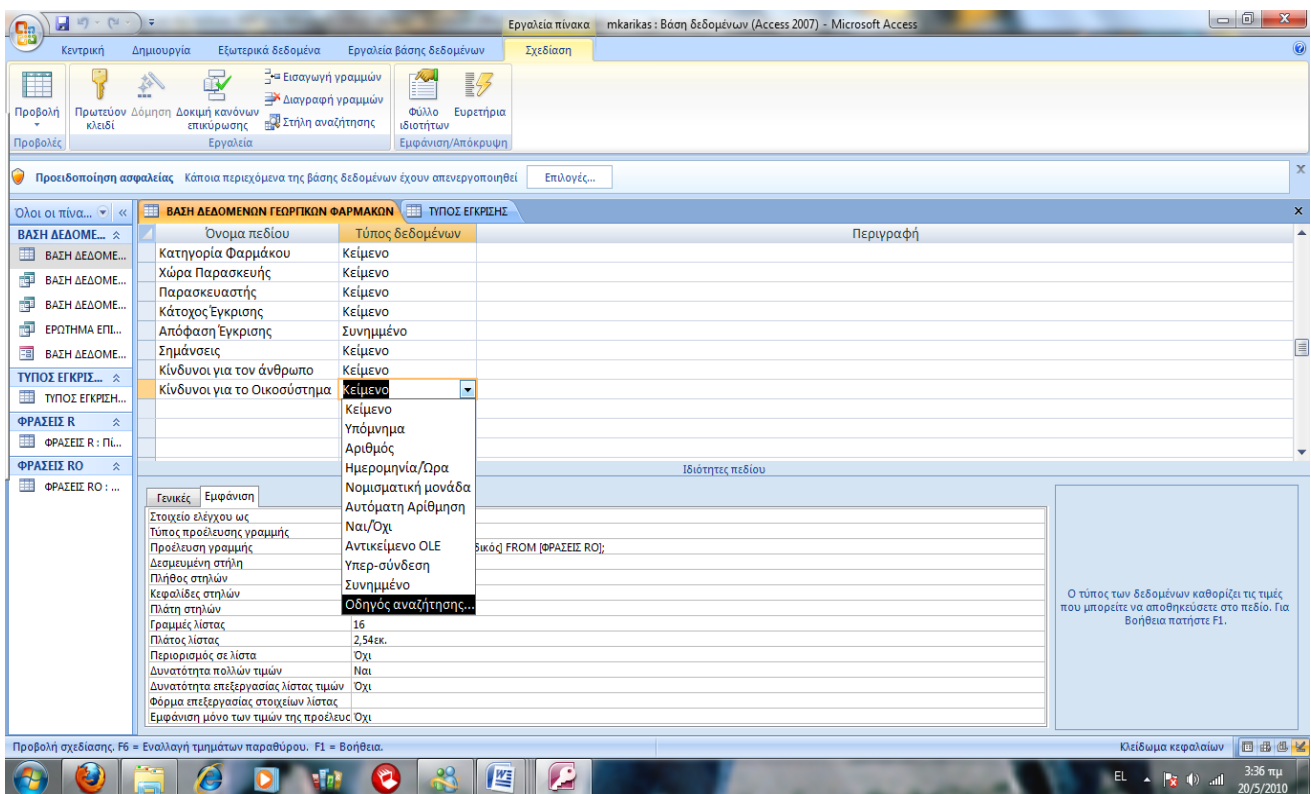 Εργαλεία πίνακα mkarikas : Βάση δεδομένων (Access 2007) - Microsoft Access
Κεντρική Δημιουργία Εξωτερικά δεδομένα Εργαλεία βάσης δεδομένων Σχεδίαση
Προβολή
Πρωτεύον κλειδί
Δόμηση
Δοκιμή κανόνων επικύρωσης
Εισαγωγή γραμμών
Διαγραφή γραμμών
Στήλη αναζήτησης
Φύλλο ιδιοτήτων
Ευρετήρια
Προβολές Εργαλεία Εμφάνιση/Απόκρυψη
Προειδοποίηση ασφαλείας Κάποια περιεχόμενα της βάσης δεδομένων έχουν απενεργοποιηθεί Επιλογές...
Όλοι οι πίνα...
ΒΑΣΗ ΔΕΔΟΜΕ...
ΒΑΣΗ ΔΕΔΟΜΕ...
ΒΑΣΗ ΔΕΔΟΜΕ...
ΒΑΣΗ ΔΕΔΟΜΕ...
ΕΡΩΤΗΜΑ ΕΠΙ...
ΒΑΣΗ ΔΕΔΟΜΕ...
ΤΥΠΟΣ ΕΓΚΡΙΣ...
ΤΥΠΟΣ ΕΓΚΡΙΣΗ...
ΦΡΑΣΕΙΣ R
ΦΡΑΣΕΙΣ R : Πί...
ΦΡΑΣΕΙΣ RO
ΦΡΑΣΕΙΣ RO : ...
ΒΑΣΗ ΔΕΔΟΜΕΝΩΝ ΓΕΩΡΓΙΚΩΝ ΦΑΡΜΑΚΩΝ ΤΥΠΟΣ ΕΓΚΡΙΣΗΣ
Όνομα πεδίου Τύπος δεδομένων Περιγραφή
Κατηγορία Φαρμάκου Κείμενο
Χώρα Παρασκευής Κείμενο
Παρασκευαστής Κείμενο
Κάτοχος Έγκρισης Κείμενο
Απόφαση Έγκρισης Συνημμένο
Σημάνσεις Κείμενο
Κίνδυνοι για τον άνθρωπο Κείμενο
Κίνδυνοι για το Οικοσύστημα Κείμενο
Κείμενο
Υπόμνημα
Αριθμός
Ημερομηνία/Ώρα
Νομισματική μονάδα
Αυτόματη Αρίθμηση
Ναι/Όχι
Αντικείμενο OLE
Υπερ-σύνδεση
Συνημμένο
Οδηγός αναζήτησης...
Ιδιότητες πεδίου
Γενικές Εμφάνιση
Στοιχείο ελέγχου ως
Τύπος προέλευσης γραμμής
Προέλευση γραμμής δικός] FROM [ΦΡΑΣΕΙΣ RO];
Δεσμευμένη στήλη
Πλήθος στηλών
Κεφαλίδες στηλών
Πλάτη στηλών
Γραμμές λίστας 16
Πλάτος λίστας 2,54εκ.
Περιορισμός σε λίστα Όχι
Δυνατότητα πολλών τιμών Ναι
Δυνατότητα επεξεργασίας λίστας τιμών Όχι
Φόρμα επεξεργασίας στοιχείων λίστας
Εμφάνιση μόνο των τιμών της προέλευσ Όχι
Ο τύπος των δεδομένων καθορίζει τις τιμές
που μπορείτε να αποθηκεύσετε στο πεδίο. Για
Βοήθεια πατήστε F1.
Προβολή σχεδίασης. F6 = Εναλλαγή τμημάτων παραθύρου. F1 = Βοήθεια. Κλείδωμα κεφαλαίων
EL 3:36 πμ
20/5/2010